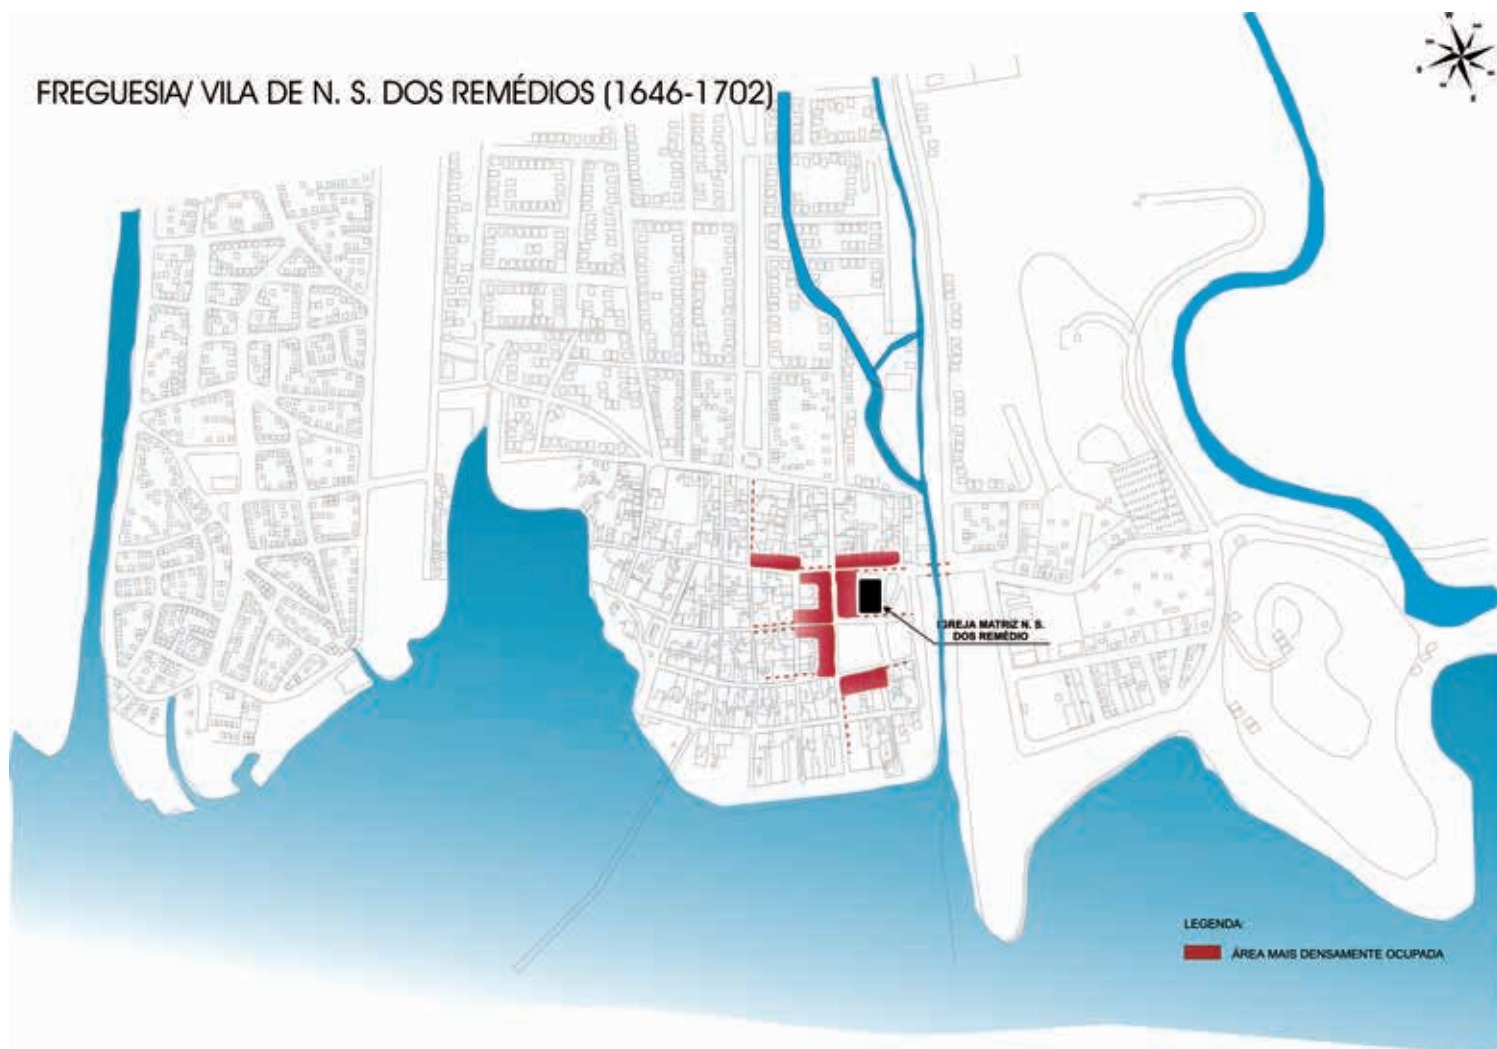 FREGUESIA/ VILA DE N. S. DOS REMÉDIOS (1646-1702)
IGREJA MATRIZ N. S.
DOS REMÉDIO
LEGENDA:
ÁREA MAIS DENSAMENTE OCUPADA